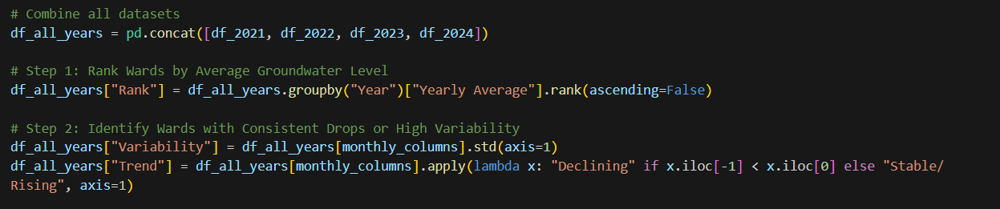 # Combine all datasets
df_all_years = pd.concat([df_2021, df_2022, df_2023, df_2024])
# Step 1: Rank Wards by Average Groundwater Level
df_all_years["Rank"] = df_all_years.groupby("Year")["Yearly Average"].rank(ascending=False)
# Step 2: Identify Wards with Consistent Drops or High Variability
df_all_years["Variability"] = df_all_years[monthly_columns].std(axis=1)
df_all_years["Trend"] = df_all_years[monthly_columns].apply(lambda x: "Declining" if x.iloc[-1] < x.iloc[0] else "Stable/
Rising", axis=1)